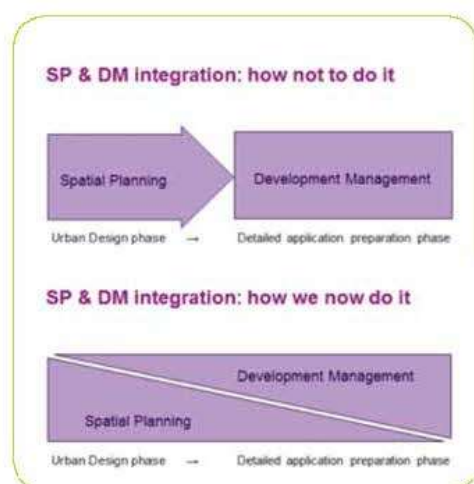 SP & DM integration: how not to do it
Spatial Planning
Development Management
Urban Design phase → Detailed application preparation phase
SP & DM integration: how we now do it
Development Management
Spatial Planning
Urban Design phase → Detailed application preparation phase